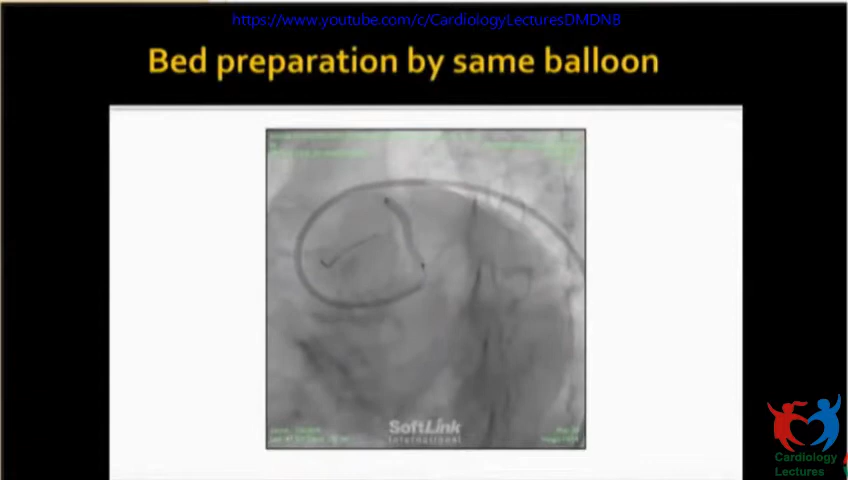 https://www.youtube.com/c/CardiologyLecturesDMDNB
Bed preparation by same balloon
SoftLink
International
Cardiology
Lectures